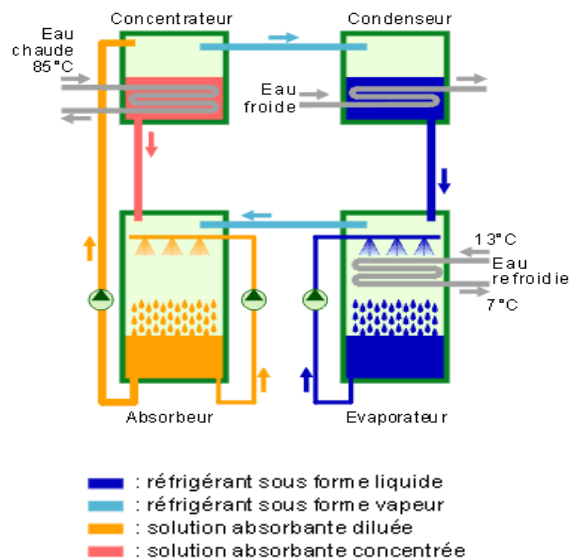 Concentrateur
Condenseur
Eau
chaude
85°C
Eau
froide
13°C
Eau
refroidie
7°C
Absorbeur
Evaporateur
: réfrigérant sous forme liquide
: réfrigérant sous forme vapeur
: solution absorbante diluée
: solution absorbante concentrée